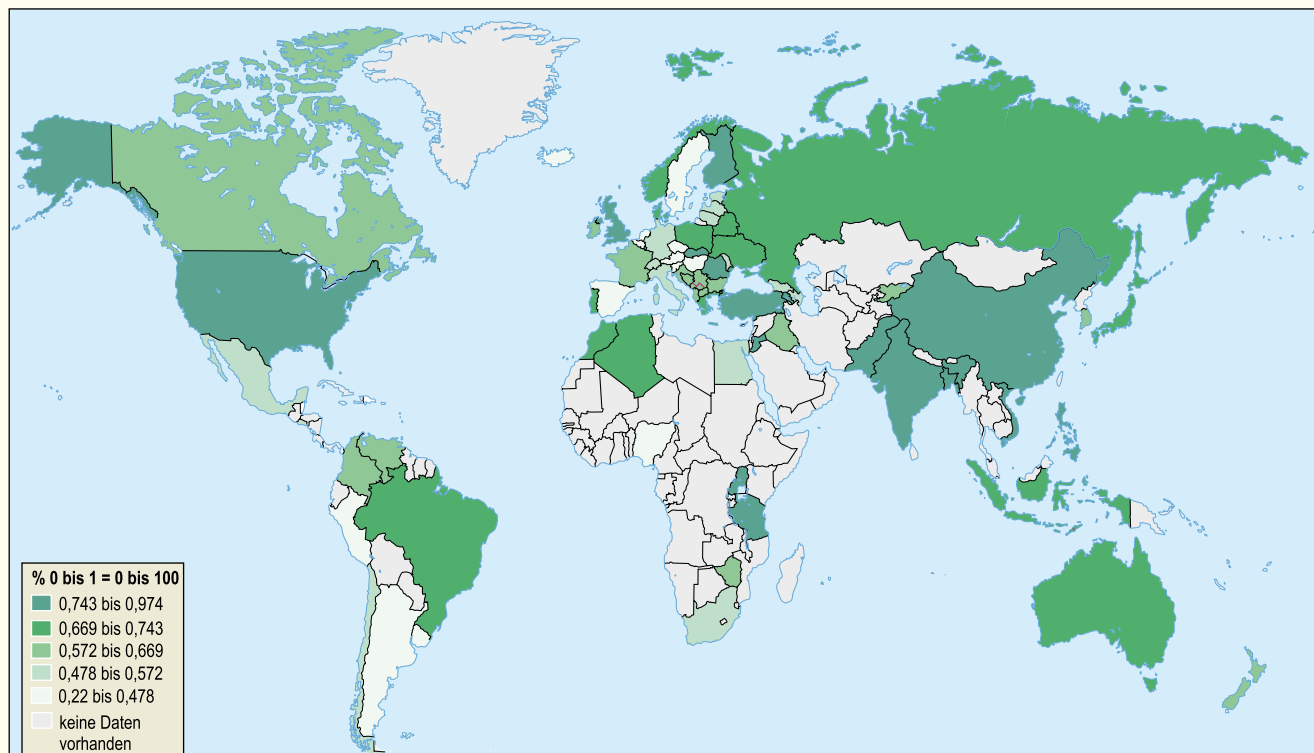 % 0 bis 1 = 0 bis 100
0,743 bis 0,974
0,669 bis 0,743
0,572 bis 0,669
0,478 bis 0,572
0,22 bis 0,478
keine Daten
vorhanden